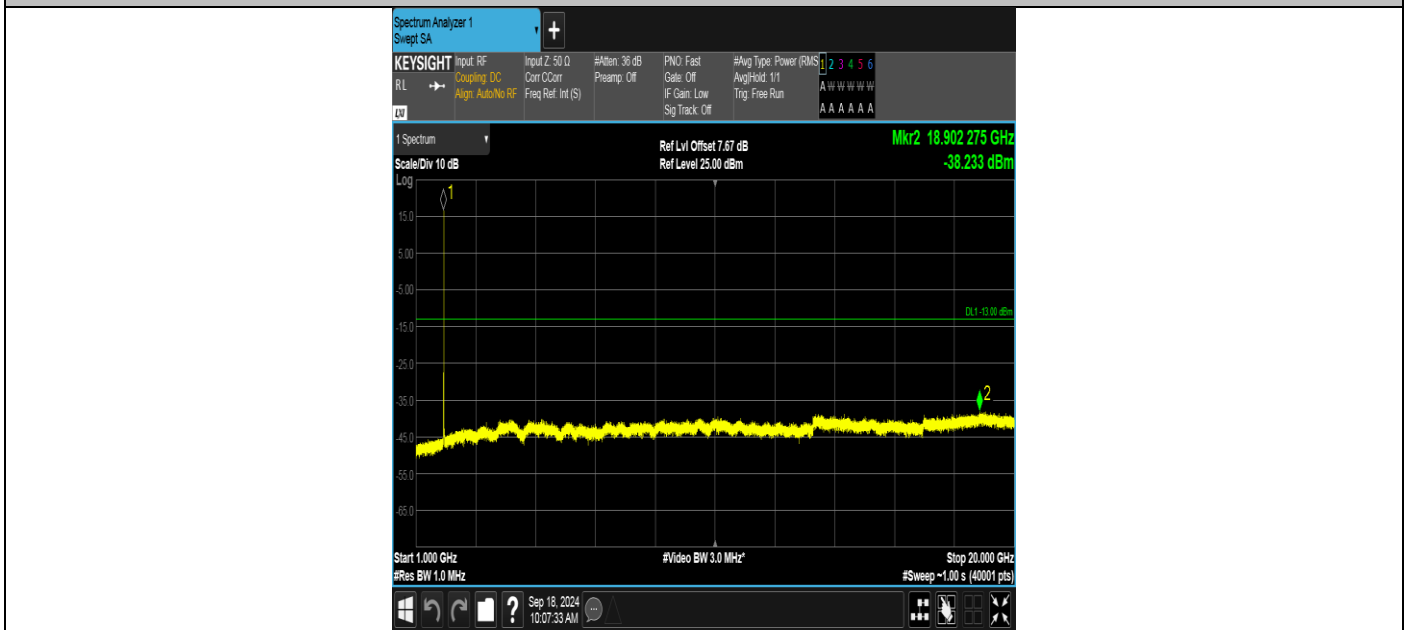 Spectrum Analyzer 1
Swept SA
+
KEYSIGHT Input: RF Input Z: 50 Ω #Atten: 36 dB PNO: Fast #Avg Type: Power (RMS 1 2 3 4 5 6
RL Coupling: DC Corr CCorr Preamp: Off Gate: Off Avg|Hold: 1/1 A W W W W W
Align: Auto/No RF Freq Ref: Int (S) IF Gain: Low Trig: Free Run
LXI Sig Track: Off A A A A A A
1 Spectrum Ref Lvl Offset 7.67 dB Mkr2 18.902 275 GHz
Scale/Div 10 dB Ref Level 25.00 dBm -38.233 dBm
Log
1
15.0
5.00
-5.00
DL1 -13.00 dBm
-15.0
-25.0
2
-35.0
-45.0
-55.0
-65.0
Start 1.000 GHz #Video BW 3.0 MHz* Stop 20.000 GHz
#Res BW 1.0 MHz #Sweep ~1.00 s (40001 pts)
? Sep 18, 2024
10:07:33 AM